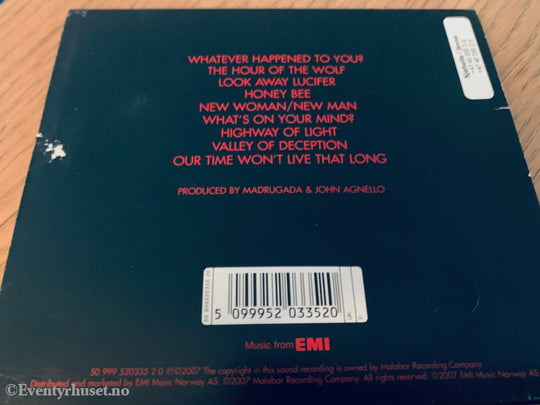 WHATEVER HAPPENED TO YOU?
THE HOUR OF THE WOLF
LOOK AWAY LUCIFER
HONEY BEE
NEW WOMAN/NEW MAN
WHAT'S ON YOUR MIND?
HIGHWAY OF LIGHT
VALLEY OF DECEPTION
OUR TIME WON'T LIVE THAT LONG
PRODUCED BY MADRUGADA & JOHN AGNELLO
50 999520335 20
5 099952 033520
UK:
F:
Music from EMI
50 999 520335 2 0 ℗©2007 The copyright in this sound recording is owned by Malabar Recording Company.
Distributed and marketed by EMI Music Norway AS. ©2007 Malabar Recording Company. All rights reserved. ©2007 EMI Music Norway AS.
© Eventyrhuset.no